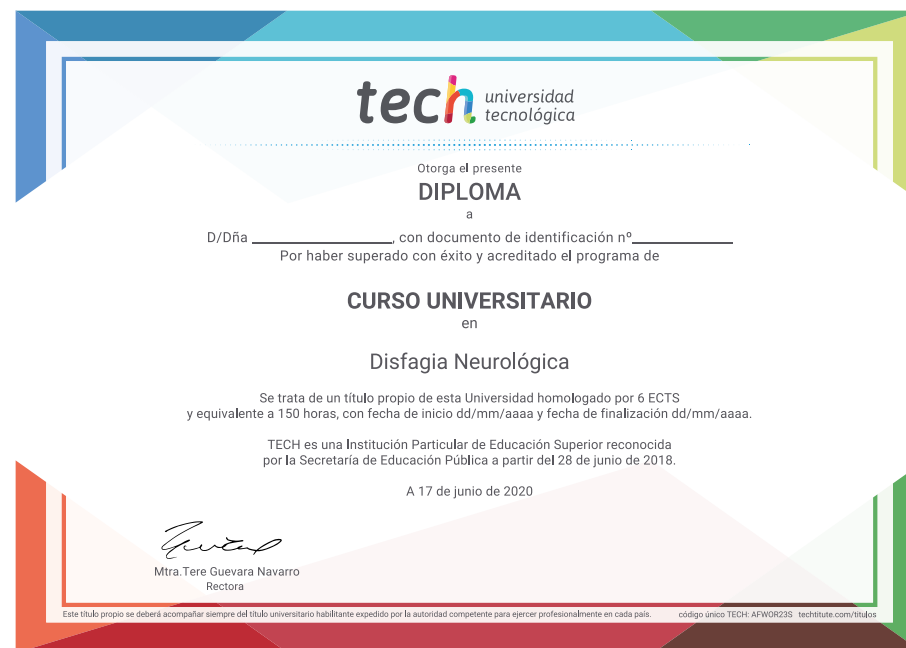 tech universidad
tecnológica
Otorga el presente
DIPLOMA
a
D/Dña ____________________, con documento de identificación nº______________
Por haber superado con éxito y acreditado el programa de
CURSO UNIVERSITARIO
en
Disfagia Neurológica
Se trata de un título propio de esta Universidad homologado por 6 ECTS
y equivalente a 150 horas, con fecha de inicio dd/mm/aaaa y fecha de finalización dd/mm/aaaa.
TECH es una Institución Particular de Educación Superior reconocida
por la Secretaría de Educación Pública a partir del 28 de junio de 2018.
A 17 de junio de 2020
Mtra.Tere Guevara Navarro
Rectora
Este título propio se deberá acompañar siempre del título universitario habilitante expedido por la autoridad competente para ejercer profesionalmente en cada país. código único TECH: AFWOR23S techtitute.com/titulos